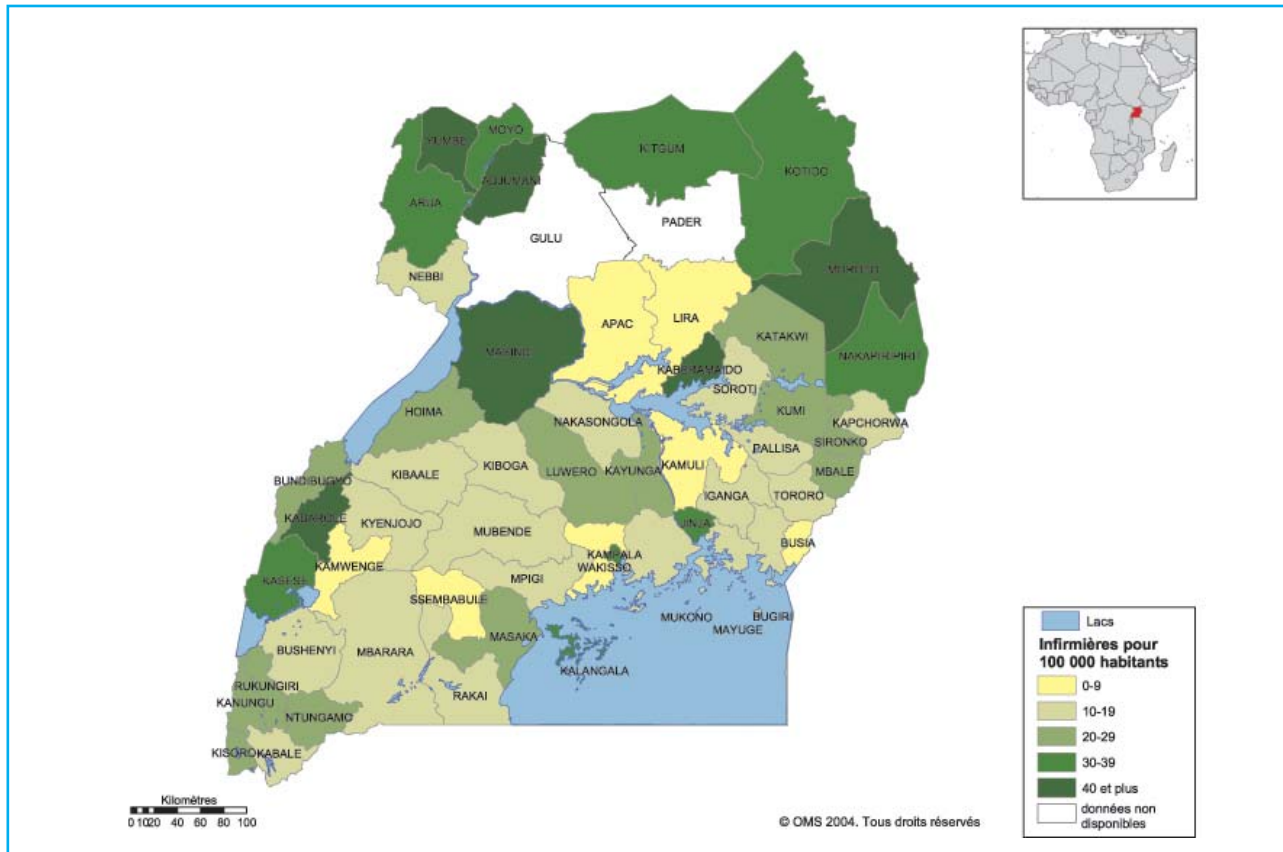 YUMBE
MOYO
ADJUMANI
ARUA
KITGUM
KOTIDO
GULU
PADER
NEBBI
MOROTO
APAC
LIRA
KATAKWI
NAKAPIRIPIRIT
MASINDI
KABERAMAIDO
SOROTI
HOIMA
NAKASONGOLA
KUMI
KAPCHORWA
SIRONKO
KAMULI
PALLISA
MBALE
KIBAALE
KIBOGA
LUWERO
KAYUNGA
BUNDIBUGYO
IGANGA
TORORO
KABAROLE
KYENJOJO
MUBENDE
JINJA
BUSIA
KAMPALA
WAKISSO
KAMWENGE
KASESE
MPIGI
SSEMBABULE
MASAKA
MUKONO
BUGIRI
MAYUGE
BUSHENYI
MBARARA
KALANGALA
RUKUNGIRI
RAKAI
KANUNGU
NTUNGAMO
KISORO
KABALE
Kilomètres
0 10 20 40 60 80 100
© OMS 2004. Tous droits réservés
Lacs
Infirmières pour
100 000 habitants
0-9
10-19
20-29
30-39
40 et plus
données non
disponibles